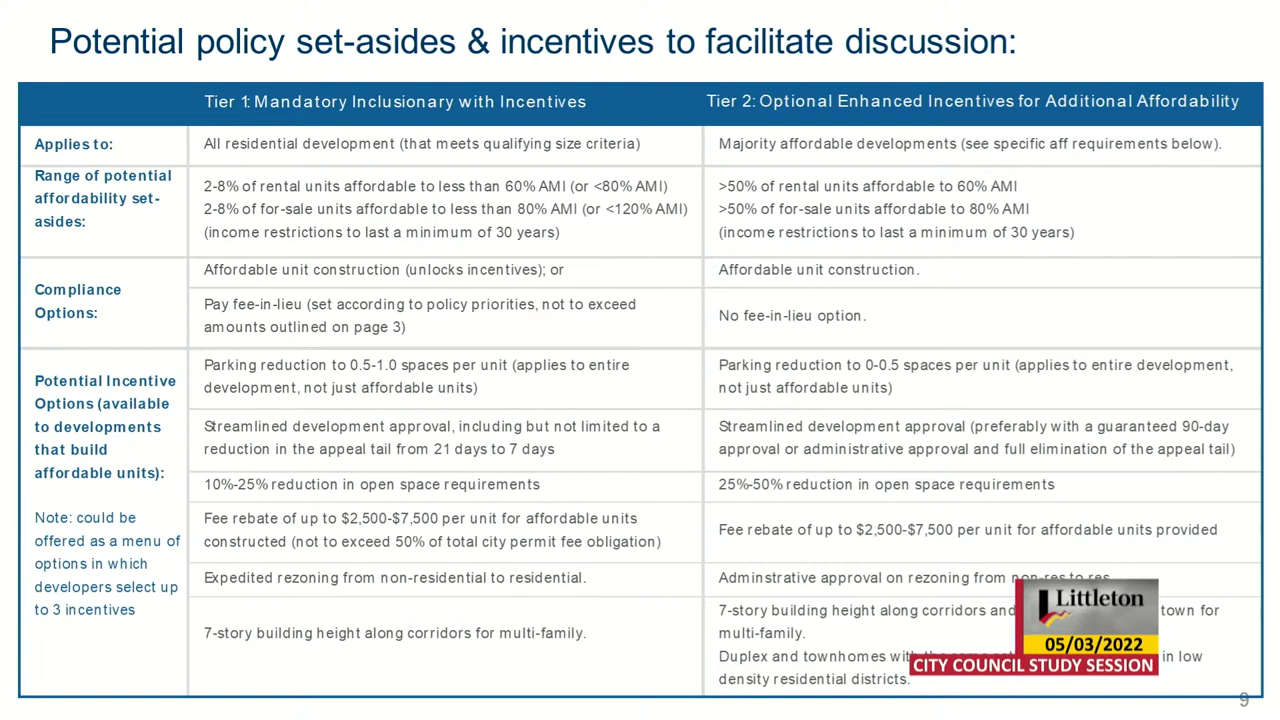 Potential policy set-asides & incentives to facilitate discussion:
Tier 1: Mandatory Inclusionary with Incentives
Tier 2: Optional Enhanced Incentives for Additional Affordability
Applies to:
All residential development (that meets qualifying size criteria)
Majority affordable developments (see specific aff requirements below).
Range of potential
affordability set-
asides:
2-8% of rental units affordable to less than 60% AMI (or <80% AMI)
2-8% of for-sale units affordable to less than 80% AMI (or <120% AMI)
(income restrictions to last a minimum of 30 years)
>50% of rental units affordable to 60% AMI
>50% of for-sale units affordable to 80% AMI
(income restrictions to last a minimum of 30 years)
Compliance
Options:
Affordable unit construction (unlocks incentives); or
Affordable unit construction.
Pay fee-in-lieu (set according to policy priorities, not to exceed
amounts outlined on page 3)
No fee-in-lieu option.
Potential Incentive
Options (available
to developments
that build
affordable units):
Note: could be
offered as a menu of
options in which
developers select up
to 3 incentives
Parking reduction to 0.5-1.0 spaces per unit (applies to entire
development, not just affordable units)
Parking reduction to 0-0.5 spaces per unit (applies to entire development,
not just affordable units)
Streamlined development approval, including but not limited to a
reduction in the appeal tail from 21 days to 7 days
Streamlined development approval (preferably with a guaranteed 90-day
approval or administrative approval and full elimination of the appeal tail)
10%-25% reduction in open space requirements
25%-50% reduction in open space requirements
Fee rebate of up to $2,500-$7,500 per unit for affordable units
constructed (not to exceed 50% of total city permit fee obligation)
Fee rebate of up to $2,500-$7,500 per unit for affordable units provided
Expedited rezoning from non-residential to residential.
Adminstrative approval on rezoning from non-res to res
7-story building height along corridors for multi-family.
7-story building height along corridors and town for
multi-family.
Duplex and townhomes in low
density residential districts.
Littleton
05/03/2022
CITY COUNCIL STUDY SESSION
9